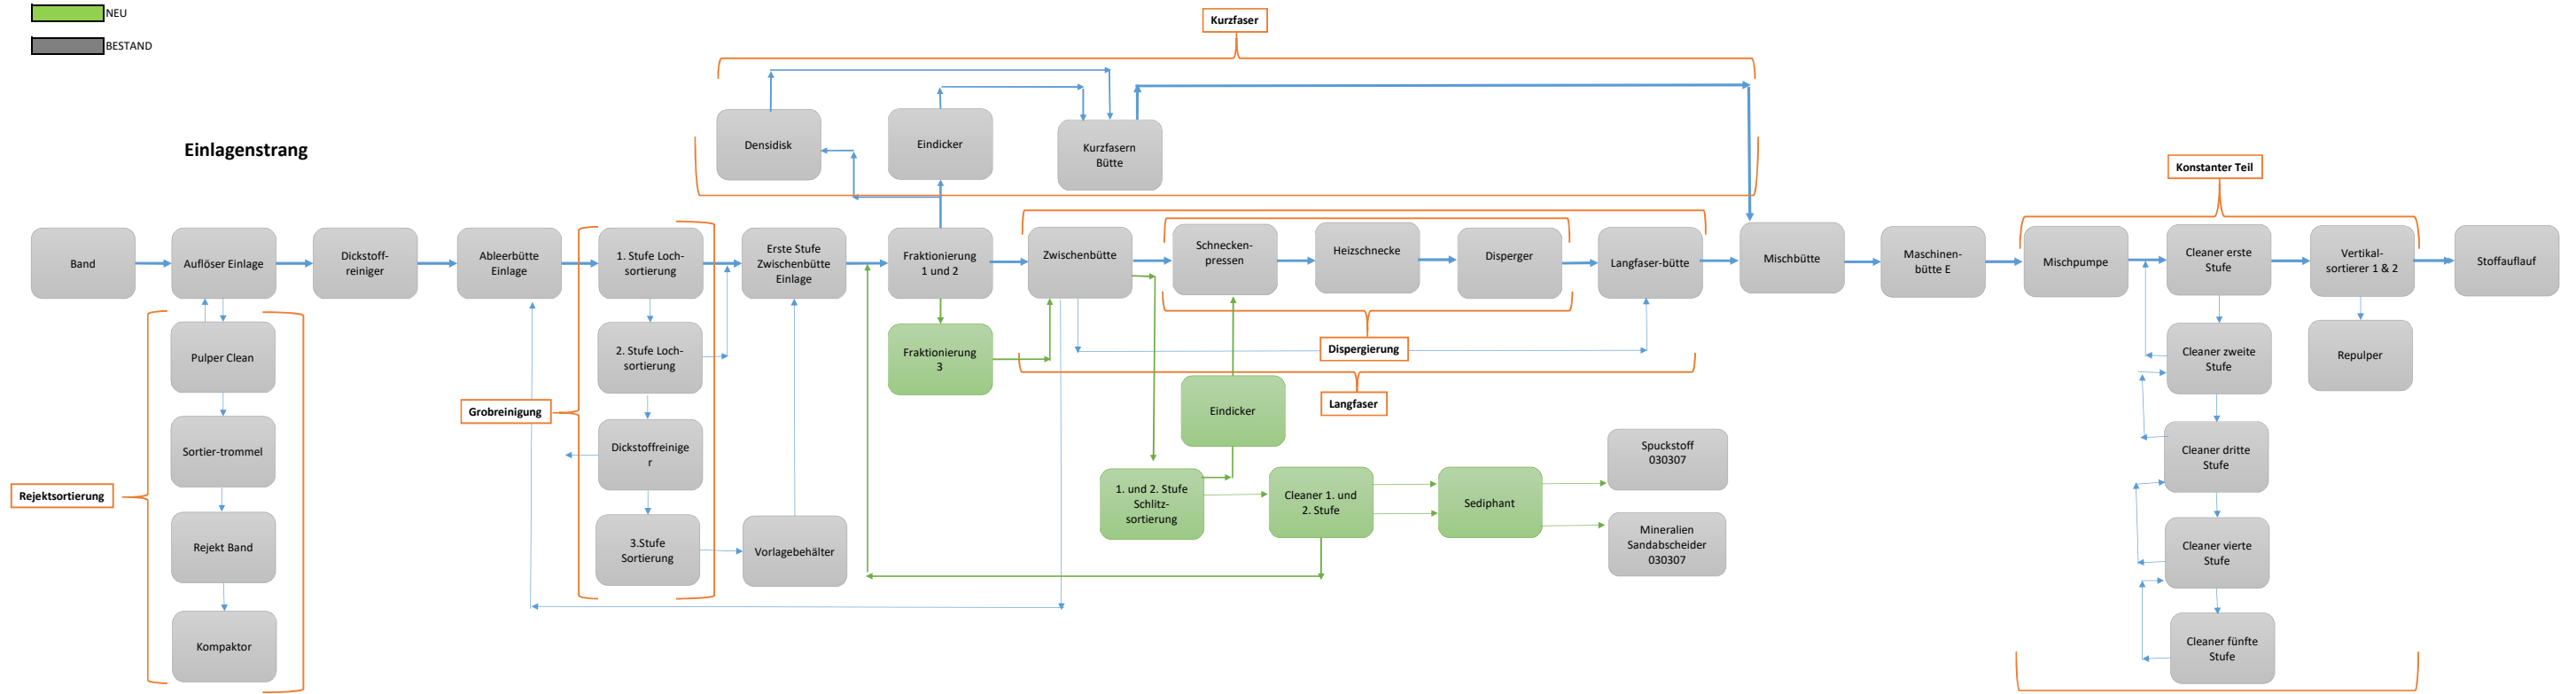 NEU
BESTAND
Kurzfaser
Einlagenstrang
Densidisk
Eindicker
Kurzfasern
Bütte
Konstanter Teil
Band
Auflöser Einlage
Dickstoff-
reiniger
Ableerbütte
Einlage
1. Stufe Loch-
sortierung
Erste Stufe
Zwischenbütte
Einlage
Fraktionierung
1 und 2
Zwischenbütte
Schnecken-
pressen
Heizschnecke
Disperger
Langfaser-bütte
Mischbütte
Maschinen-
bütte E
Mischpumpe
Cleaner erste
Stufe
Vertikal-
sortierer 1 & 2
Stoffauflauf
Pulper Clean
2. Stufe Loch-
sortierung
Fraktionierung
3
Dispergierung
Cleaner zweite
Stufe
Repulper
Grobreinigung
Eindicker
Langfaser
Sortier-trommel
Dickstoffreinige
r
Spuckstoff
030307
Cleaner dritte
Stufe
Rejektsortierung
1. und 2. Stufe
Schlitz-
sortierung
Cleaner 1. und
2. Stufe
Sediphant
Rejekt Band
3.Stufe
Sortierung
Vorlagebehälter
Mineralien
Sandabscheider
030307
Cleaner vierte
Stufe
Kompaktor
Cleaner fünfte
Stufe